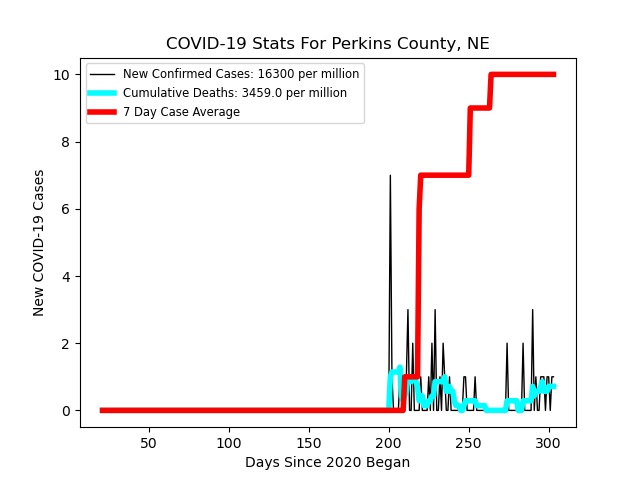 COVID-19 Stats For Perkins County, NE
New Confirmed Cases: 16300 per million
Cumulative Deaths: 3459.0 per million
7 Day Case Average
New COVID-19 Cases
10
8
6
4
2
0
50 100 150 200 250 300
Days Since 2020 Began